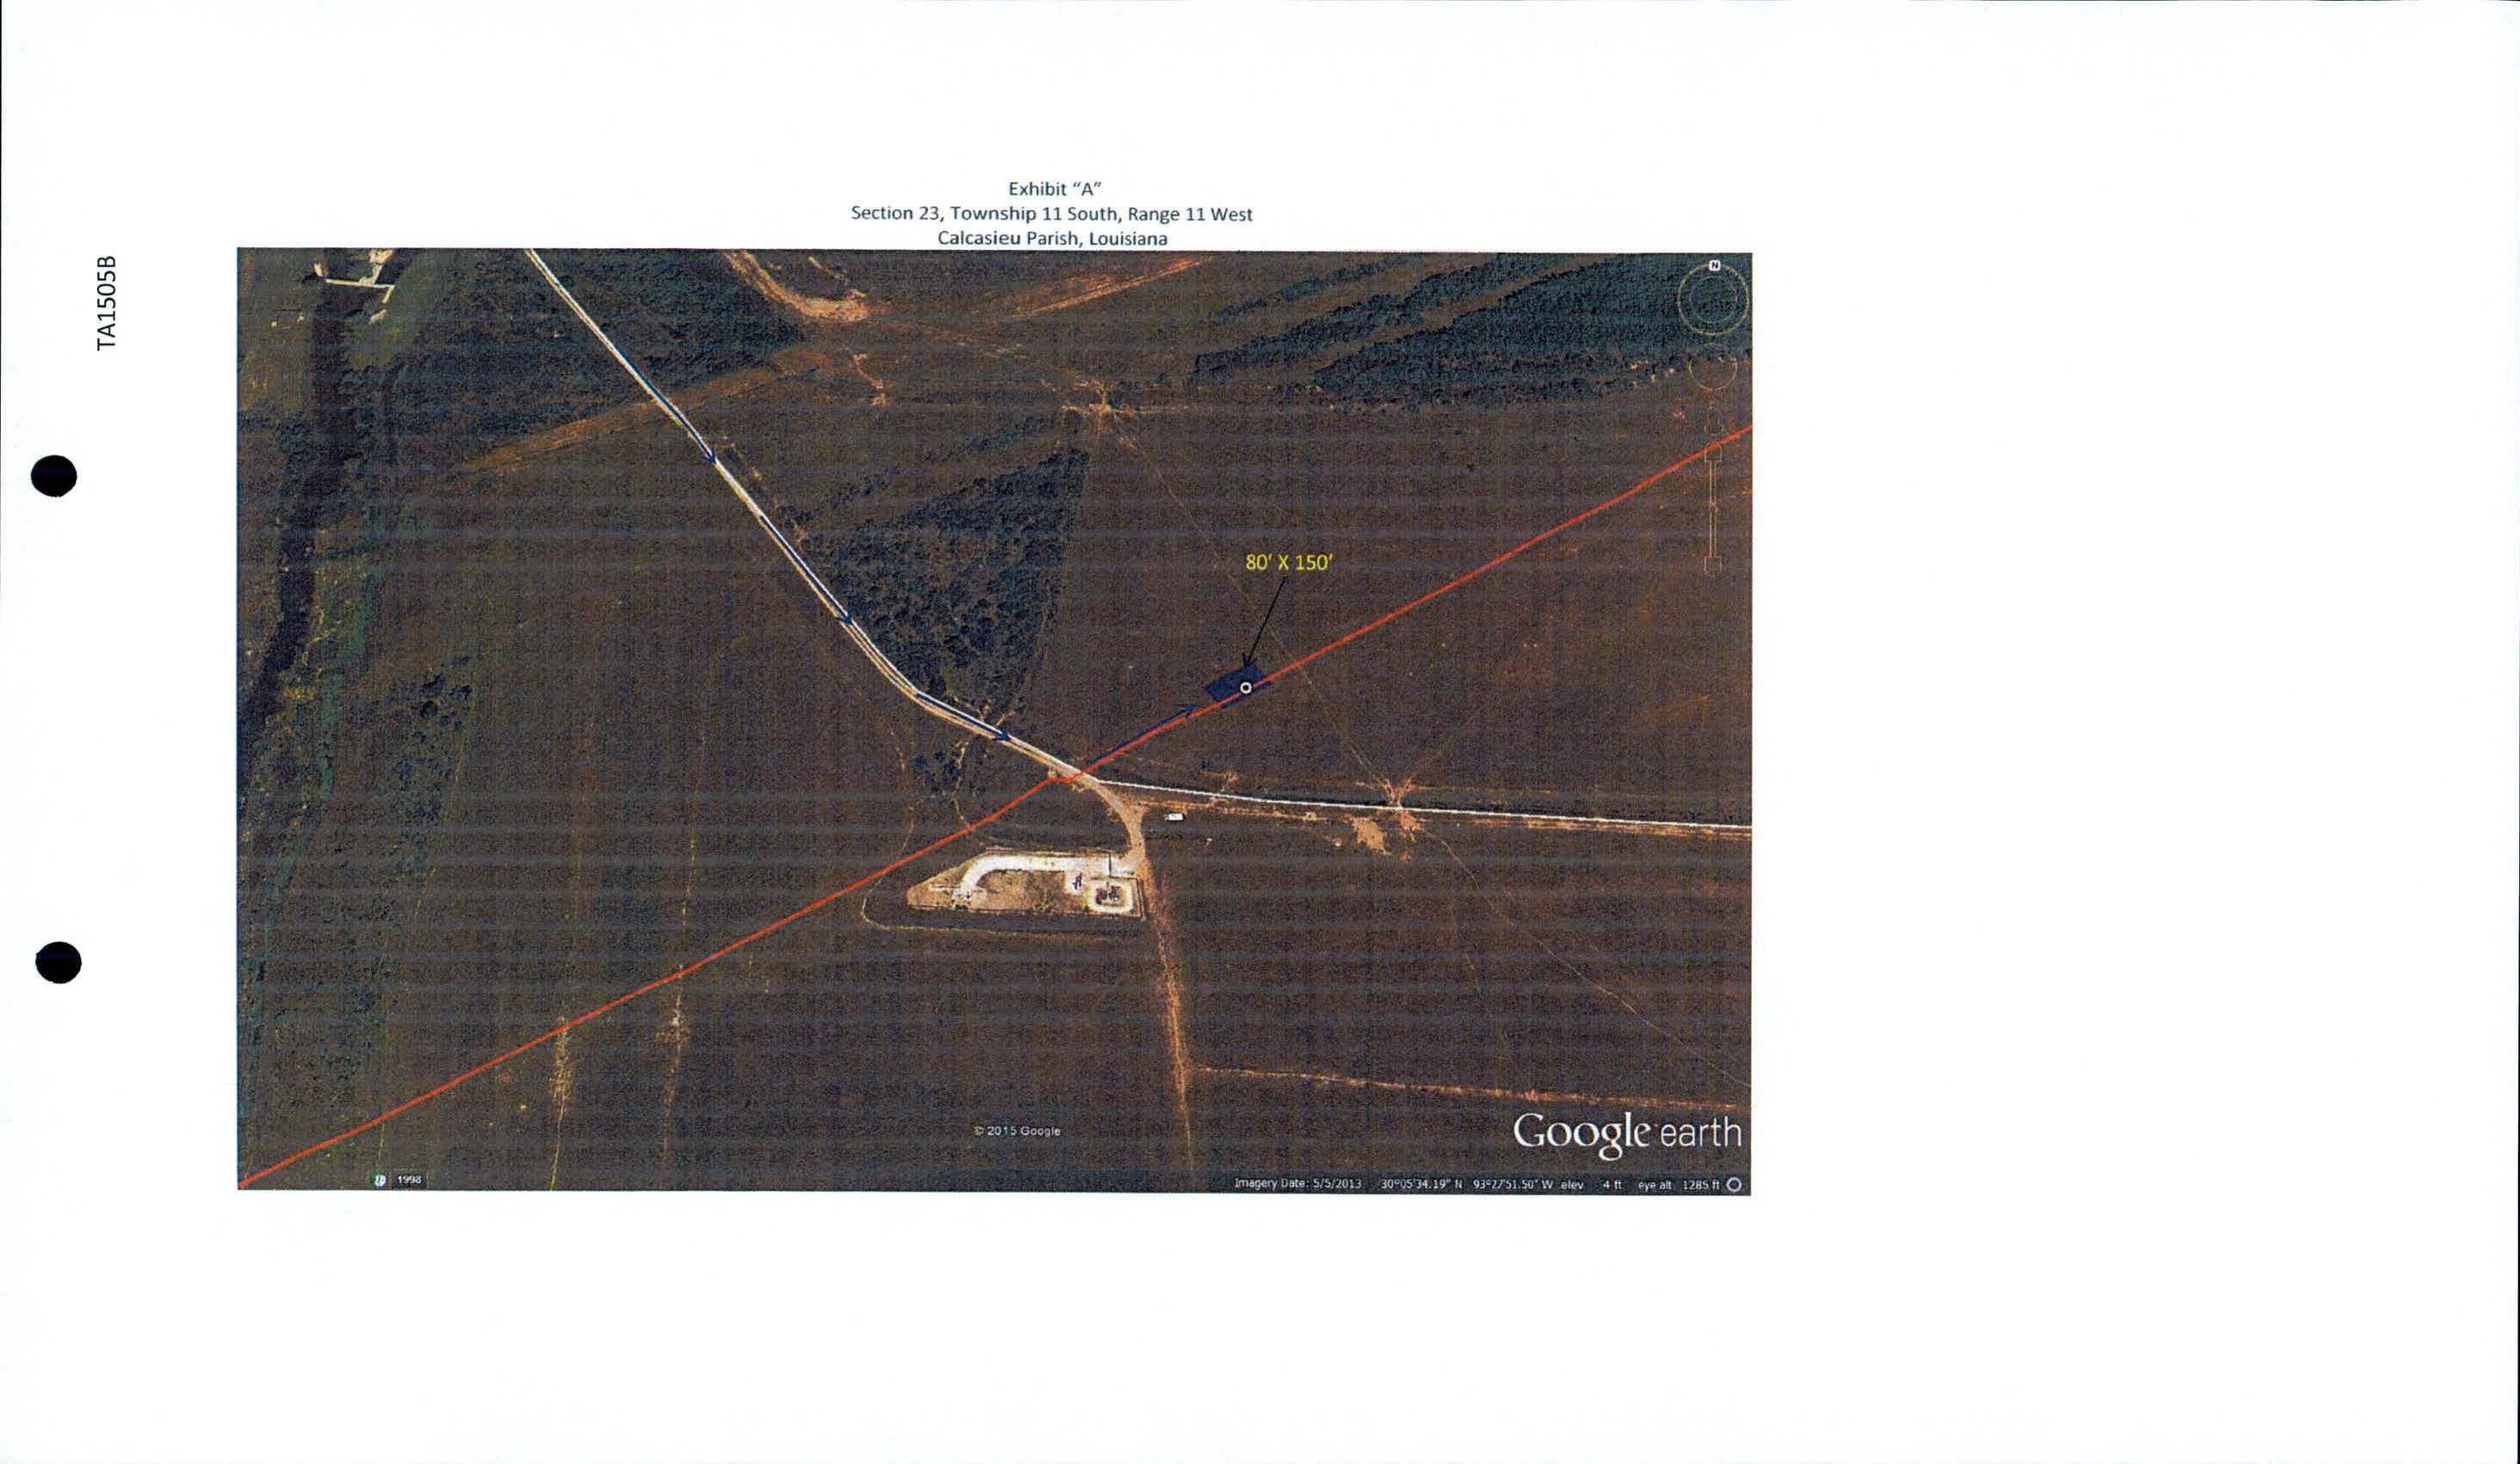 Exhibit “A”
Section 23, Township 11 South, Range 11 West
Calcasieu Parish, Louisiana
TA1505B
N
80' X 150'
© 2015 Google
Google earth
1998
Imagery Date: 5/5/2013 30°05'34.19" N 93°27'51.50" W elev 4 ft eye alt 1285 ft